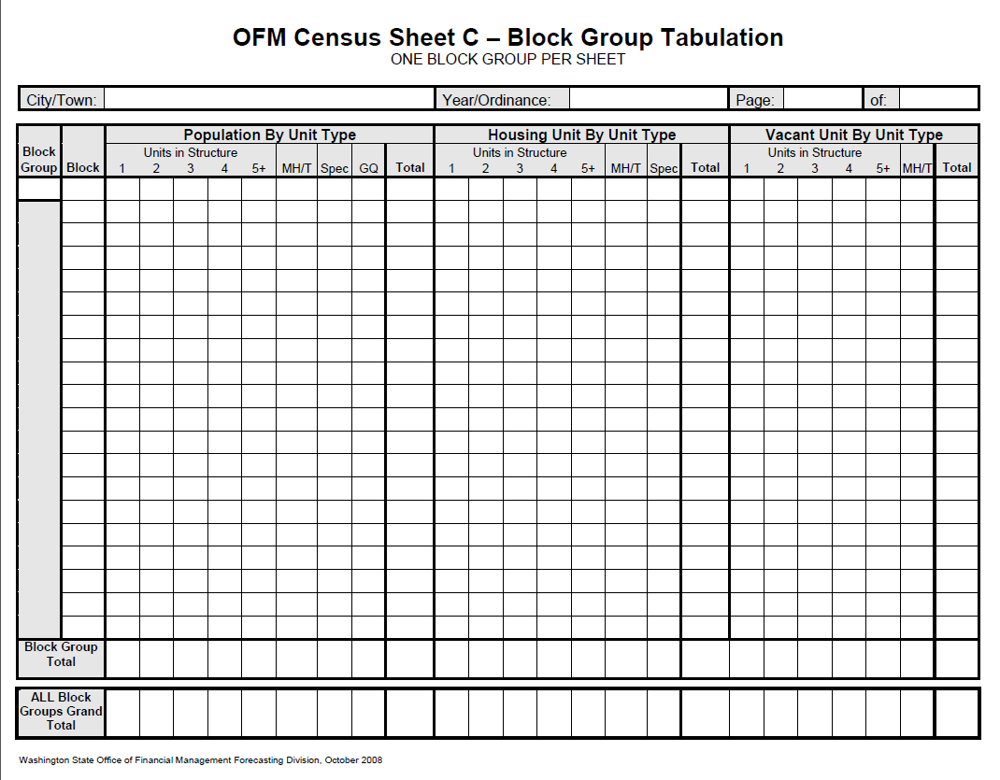 OFM Census Sheet C – Block Group Tabulation
ONE BLOCK GROUP PER SHEET
City/Town: Year/Ordinance: Page: of:
Block Group Block Population By Unit Type Housing Unit By Unit Type Vacant Unit By Unit Type
Units in Structure Units in Structure Units in Structure
1 2 3 4 5+ MH/T Spec GQ Total 1 2 3 4 5+ MH/T Spec Total 1 2 3 4 5+ MH/T Total
Block Group
Total
ALL Block
Groups Grand
Total
Washington State Office of Financial Management Forecasting Division, October 2008